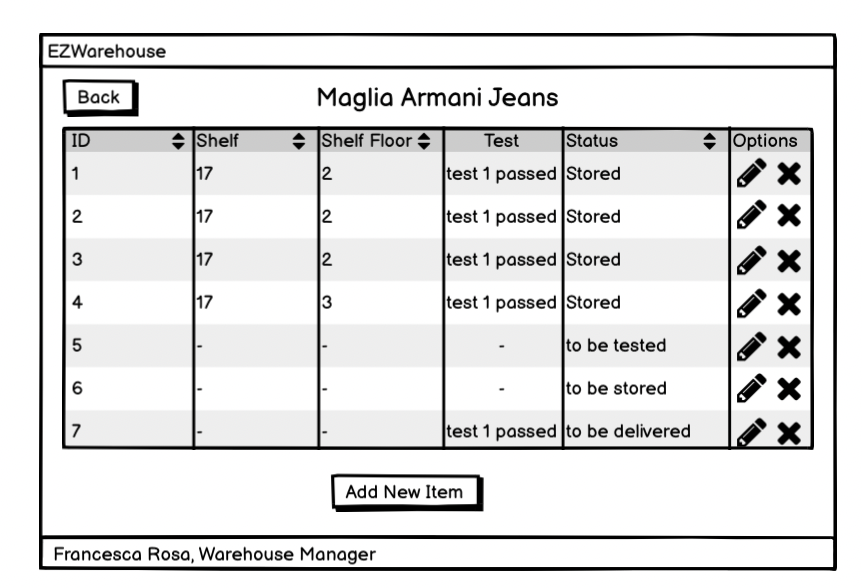 EZWarehouse
Back
Maglia Armani Jeans
ID Shelf Shelf Floor Test Status Options
1 17 2 test 1 passed Stored
2 17 2 test 1 passed Stored
3 17 2 test 1 passed Stored
4 17 3 test 1 passed Stored
5 - - - to be tested
6 - - - to be stored
7 - - test 1 passed to be delivered
Add New Item
Francesca Rosa, Warehouse Manager